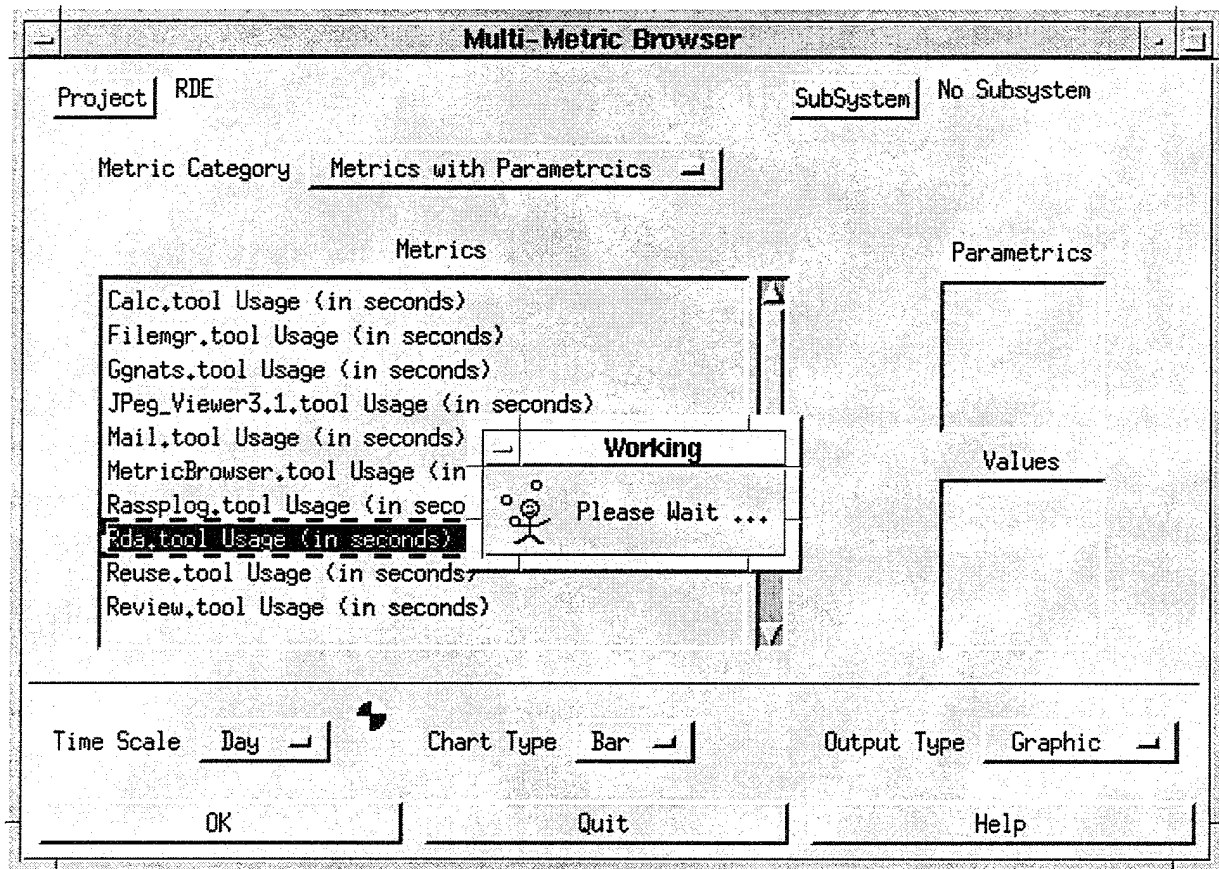 Multi-Metric Browser
Project RDE SubSystem No Subsystem
Metric Category Metrics with Parametrcics
Metrics Parametrics
Calc.tool Usage (in seconds)
Filemgr.tool Usage (in seconds)
Ggnats.tool Usage (in seconds)
JPeg_Viewer3.1.tool Usage (in seconds)
Mail.tool Usage (in seconds)
MetricBrowser.tool Usage (in
Rassplog.tool Usage (in seco
Rda.tool Usage (in seconds)
Reuse.tool Usage (in seconds)
Review.tool Usage (in seconds)
Working
Please Wait ...
Values
Time Scale Day Chart Type Bar Output Type Graphic
OK Quit Help